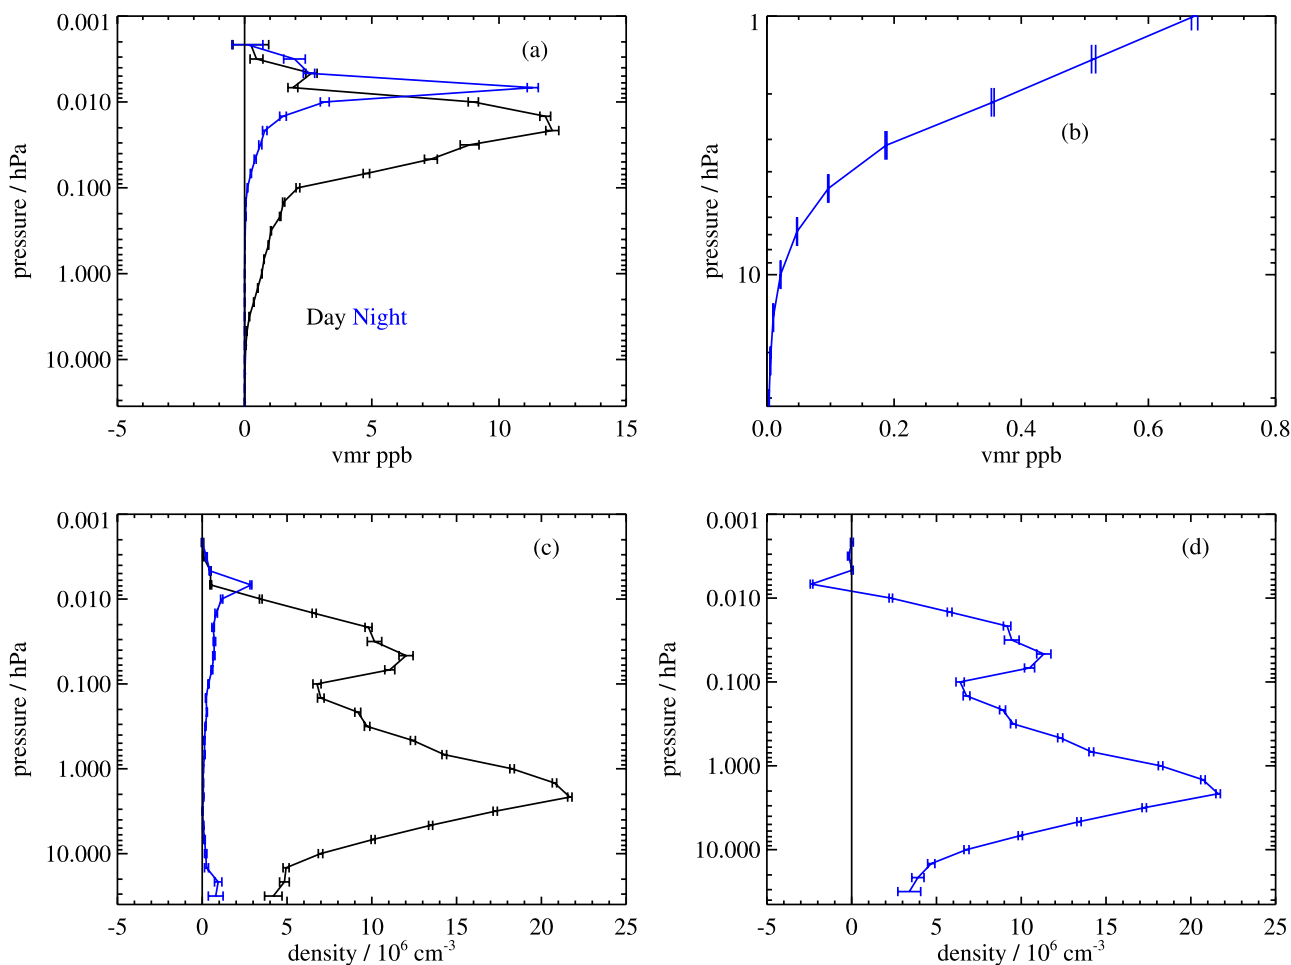 0.001
0.010
0.100
1.000
10.000
pressure / hPa
(a)
Day Night
-5 0 5 10 15
vmr ppb
1
10
pressure / hPa
(b)
0.0 0.2 0.4 0.6 0.8
vmr ppb
0.001
0.010
0.100
1.000
10.000
pressure / hPa
(c)
-5 0 5 10 15 20 25
density / 10⁶ cm⁻³
0.001
0.010
0.100
1.000
10.000
pressure / hPa
(d)
-5 0 5 10 15 20 25
density / 10⁶ cm⁻³